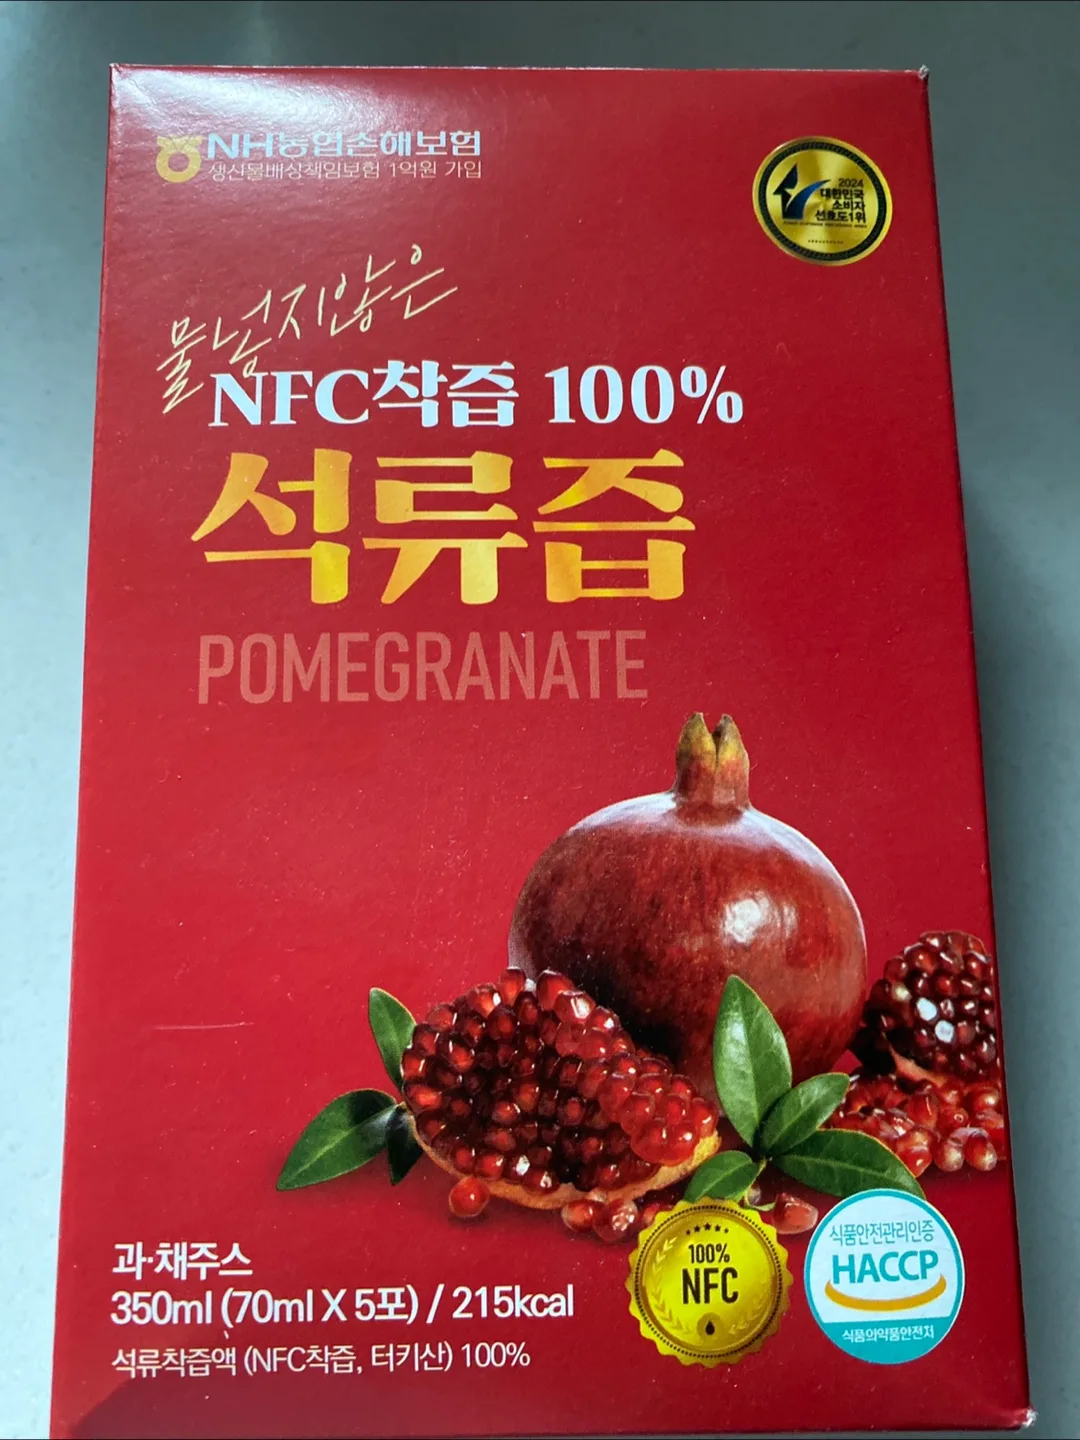 NH농협손해보험
생산물배상책임보험 1억원 가입
2024
대한민국
소비자
선호도1위
물 넣지 않은
NFC착즙 100%
석류즙
POMEGRANATE
과·채주스
350ml (70ml X 5포) / 215kcal
석류착즙액 (NFC착즙, 터키산) 100%
100%
NFC
식품안전관리인증
HACCP
식품의약품안전처